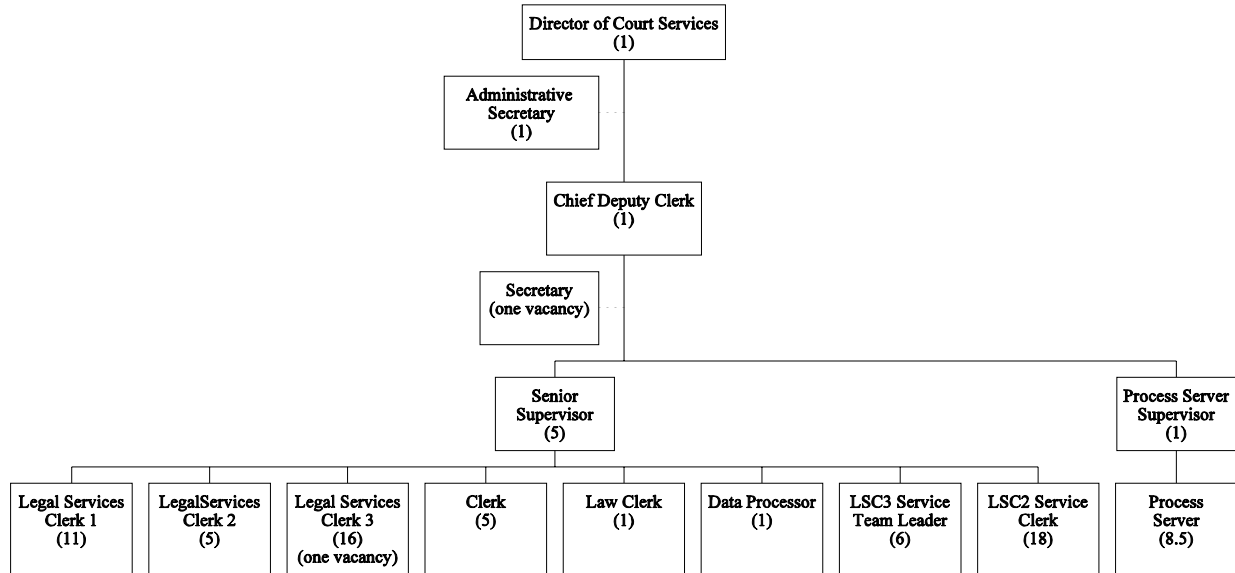 Director of Court Services
(1)
Administrative
Secretary
(1)
Chief Deputy Clerk
(1)
Secretary
(one vacancy)
Senior
Supervisor
(5)
Process Server
Supervisor
(1)
Legal Services
Clerk 1
(11)
LegalServices
Clerk 2
(5)
Legal Services
Clerk 3
(16)
(one vacancy)
Clerk
(5)
Law Clerk
(1)
Data Processor
(1)
LSC3 Service
Team Leader
(6)
LSC2 Service
Clerk
(18)
Process
Server
(8.5)